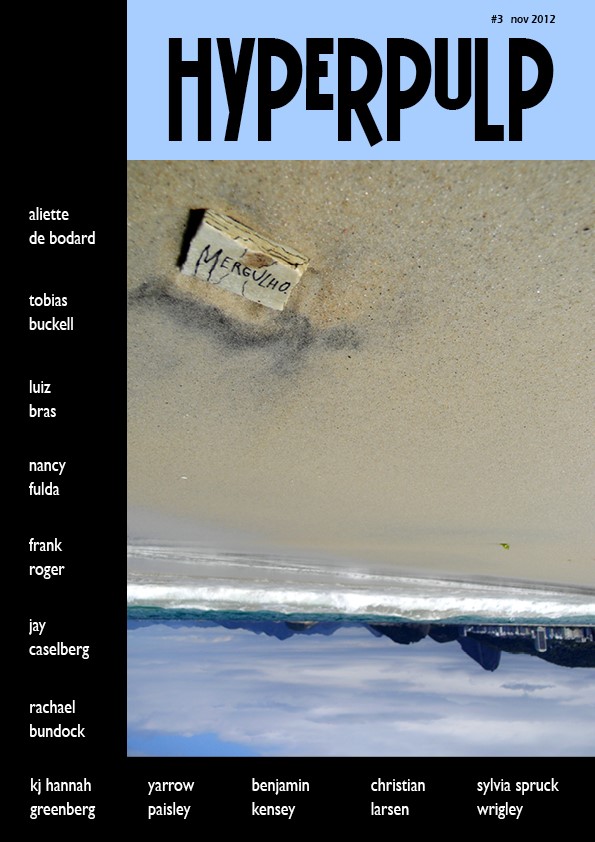 #3 nov 2012
HYPERPULP
MERGULHO.
aliette
de bodard
tobias
buckell
luiz
bras
nancy
fulda
frank
roger
jay
caselberg
rachael
bundock
kj hannah
greenberg
yarrow
paisley
benjamin
kensey
christian
larsen
sylvia spruck
wrigley